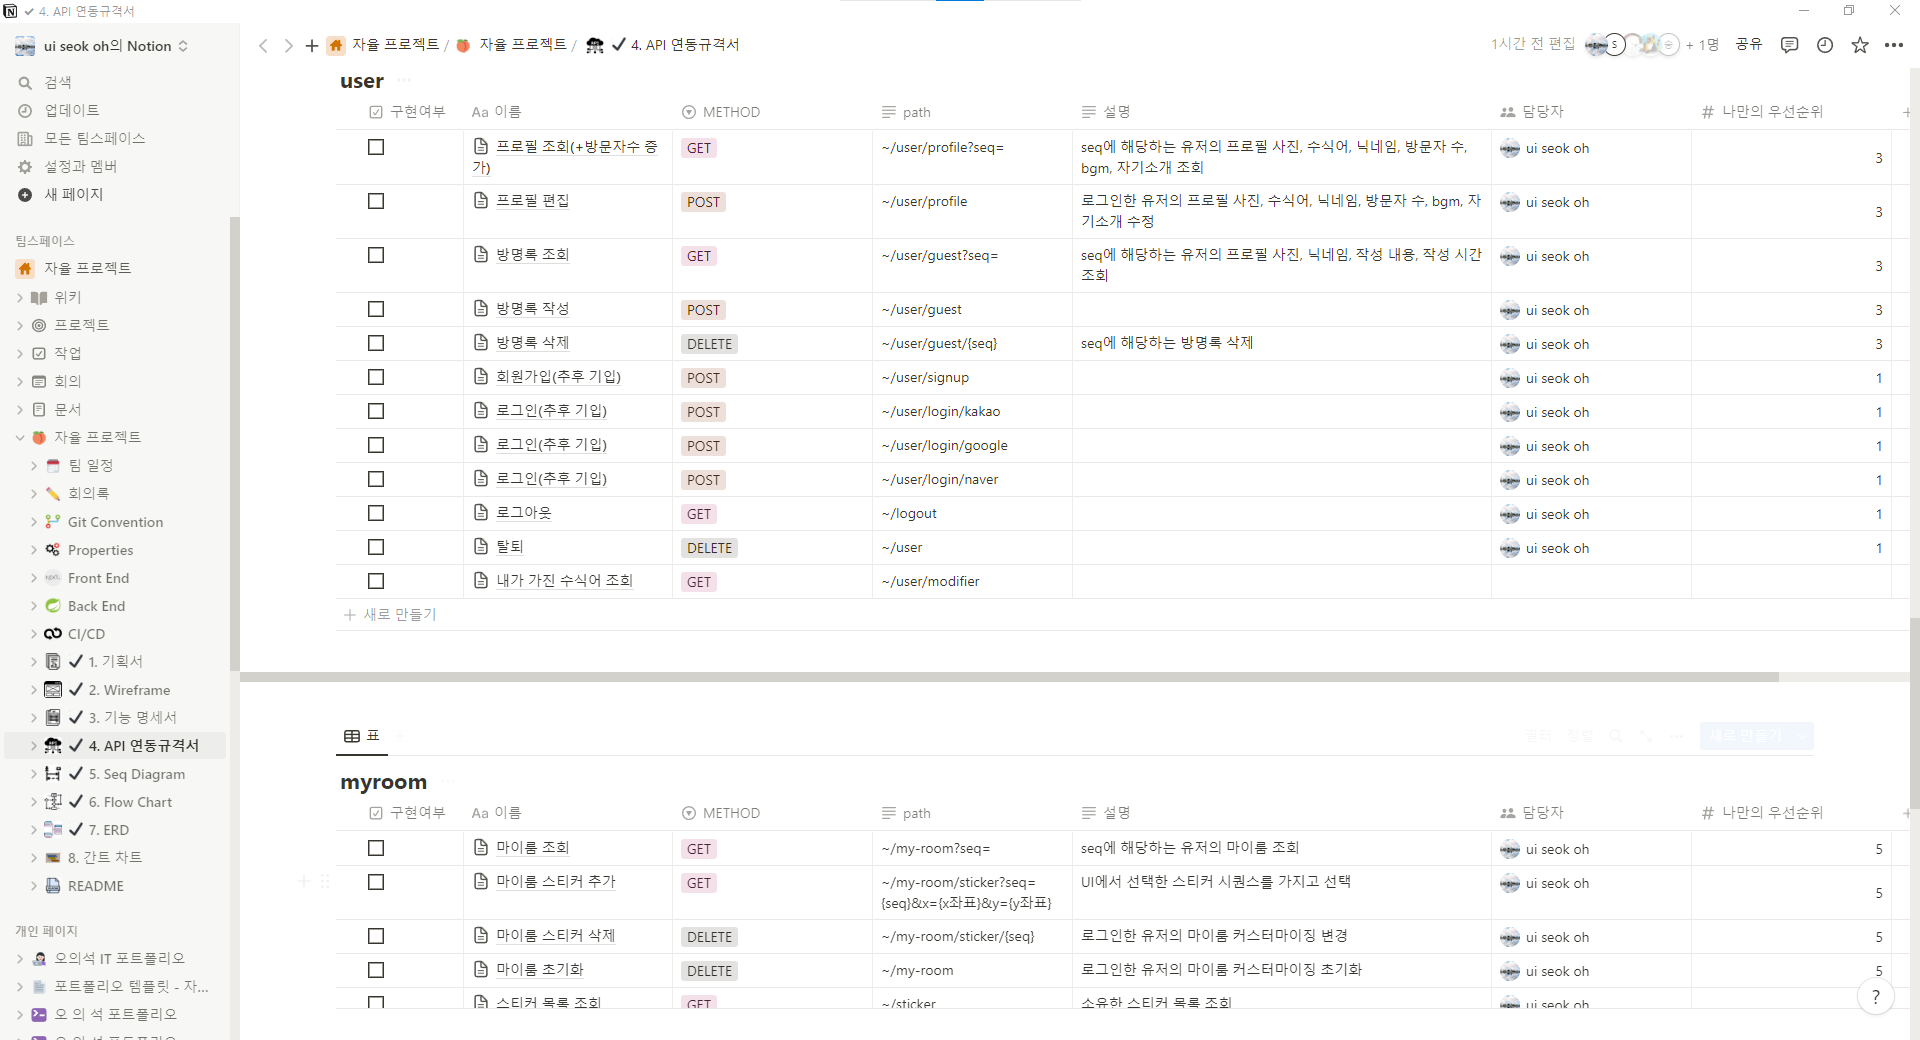 ✓ 4. API 연동규격서
ui seok oh의 Notion
검색
업데이트
모든 팀스페이스
설정과 멤버
새 페이지
팀스페이스
자율 프로젝트
위키
프로젝트
작업
회의
문서
자율 프로젝트
팀 일정
회의록
Git Convention
Properties
Front End
Back End
CI/CD
✓ 1. 기획서
✓ 2. Wireframe
✓ 3. 기능 명세서
✓ 4. API 연동규격서
✓ 5. Seq Diagram
✓ 6. Flow Chart
✓ 7. ERD
8. 간트 차트
README
개인 페이지
오의석 IT 포트폴리오
포트폴리오 템플릿 - 자...
오 의 석 포트폴리오
자율 프로젝트 / 자율 프로젝트 / ✓ 4. API 연동규격서
1시간 전 편집 S + 1명 공유
user
구현여부 Aa 이름 METHOD path 설명 담당자 # 나만의 우선순위
프로필 조회(+방문자수 증 GET ~/user/profile?seq= seq에 해당하는 유저의 프로필 사진, 수식어, 닉네임, 방문자 수, ui seok oh 3
가) bgm, 자기소개 조회
프로필 편집 POST ~/user/profile 로그인한 유저의 프로필 사진, 수식어, 닉네임, 방문자 수, bgm, 자 ui seok oh 3
기소개 수정
방명록 조회 GET ~/user/guest?seq= seq에 해당하는 유저의 프로필 사진, 닉네임, 작성 내용, 작성 시간 ui seok oh 3
조회
방명록 작성 POST ~/user/guest ui seok oh 3
방명록 삭제 DELETE ~/user/guest/{seq} seq에 해당하는 방명록 삭제 ui seok oh 3
회원가입(추후 기입) POST ~/user/signup ui seok oh 1
로그인(추후 기입) POST ~/user/login/kakao ui seok oh 1
로그인(추후 기입) POST ~/user/login/google ui seok oh 1
로그인(추후 기입) POST ~/user/login/naver ui seok oh 1
로그아웃 GET ~/logout ui seok oh 1
탈퇴 DELETE ~/user ui seok oh 1
내가 가진 수식어 조회 GET ~/user/modifier
+ 새로 만들기
표
필터 정렬 새로 만들기
myroom
구현여부 Aa 이름 METHOD path 설명 담당자 # 나만의 우선순위
마이룸 조회 GET ~/my-room?seq= seq에 해당하는 유저의 마이룸 조회 ui seok oh 5
마이룸 스티커 추가 GET ~/my-room/sticker?seq= UI에서 선택한 스티커 시퀀스를 가지고 선택 ui seok oh 5
{seq}&x={x좌표}&y={y좌표}
마이룸 스티커 삭제 DELETE ~/my-room/sticker/{seq} 로그인한 유저의 마이룸 커스터마이징 변경 ui seok oh 5
마이룸 초기화 DELETE ~/my-room 로그인한 유저의 마이룸 커스터마이징 초기화 ui seok oh 5
스티커 목록 조회 GET ~/sticker 소유한 스티커 목록 조회 ui seok oh
?